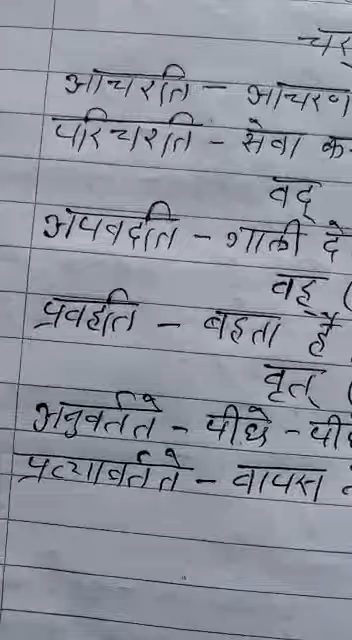 चर्
आचरति - आचरण
परिचरति - सेवा क
वद्
अपवदति - गाली दे
वह् (
प्रवहति - बहता है
वृत् (
अनुवर्तते - पीछे - पी
प्रत्यावर्तते - वापस